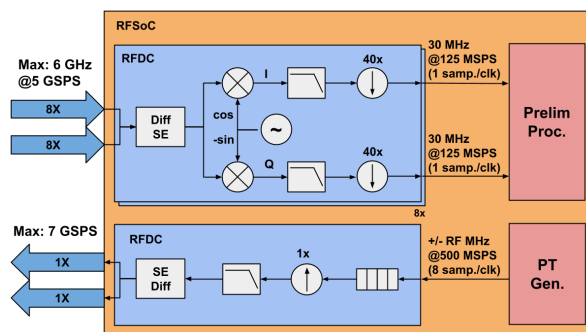 RFSoC
Max: 6 GHz
@5 GSPS
8X
8X
RFDC
Diff
SE
I
cos
-sin
~
Q
40x
40x
8x
30 MHz
@125 MSPS
(1 samp./clk)
30 MHz
@125 MSPS
(1 samp./clk)
Prelim
Proc.
Max: 7 GSPS
1X
1X
RFDC
SE
Diff
1x
+/- RF MHz
@500 MSPS
(8 samp./clk)
PT
Gen.